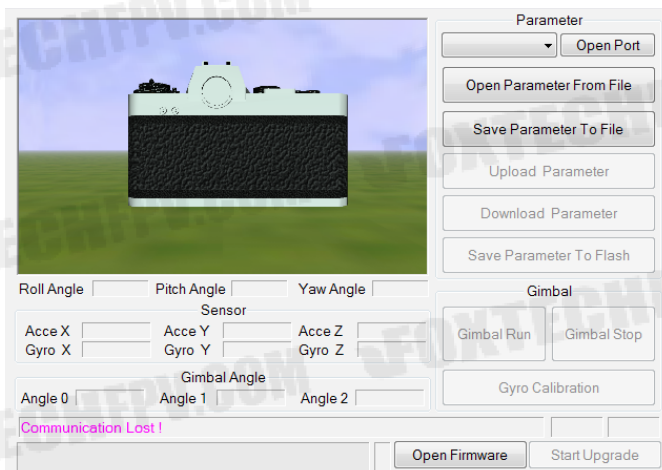 Parameter
Open Port
Open Parameter From File
Save Parameter To File
Upload Parameter
Download Parameter
Save Parameter To Flash
Roll Angle Pitch Angle Yaw Angle
Sensor
Acce X Acce Y Acce Z
Gyro X Gyro Y Gyro Z
Gimbal Angle
Angle 0 Angle 1 Angle 2
Gimbal
Gimbal Run Gimbal Stop
Gyro Calibration
Communication Lost !
Open Firmware Start Upgrade